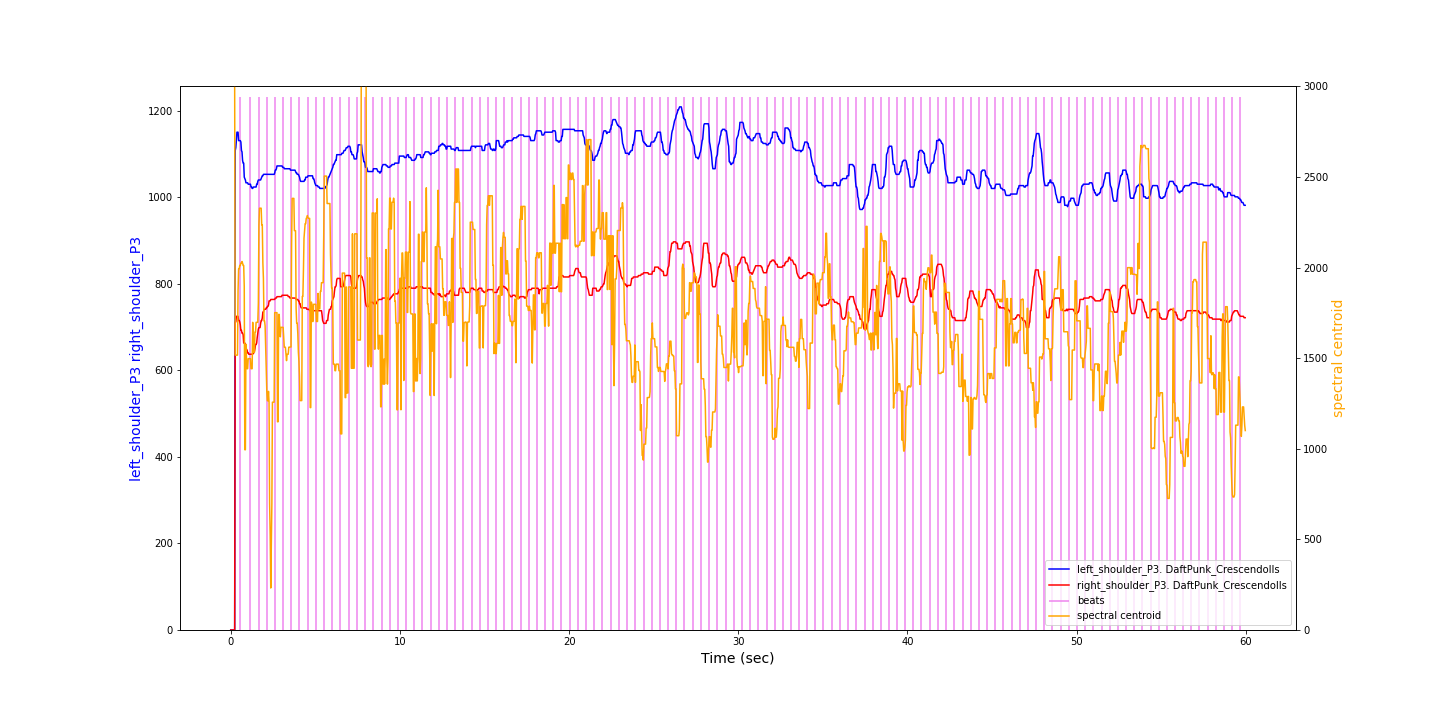 1200
1000
800
600
400
200
0
left_shoulder_P3 right_shoulder_P3
3000
2500
2000
1500
1000
500
0
spectral centroid
left_shoulder_P3. DaftPunk_Crescendolls
right_shoulder_P3. DaftPunk_Crescendolls
beats
spectral centroid
0 10 20 30 40 50 60
Time (sec)